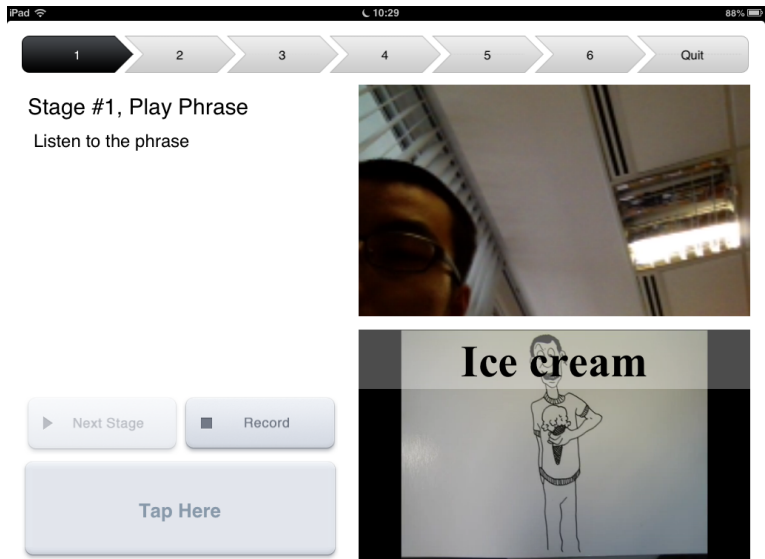 iPad 10:29 88%
1 2 3 4 5 6 Quit
Stage #1, Play Phrase
Listen to the phrase
Ice cream
Next Stage Record
Tap Here